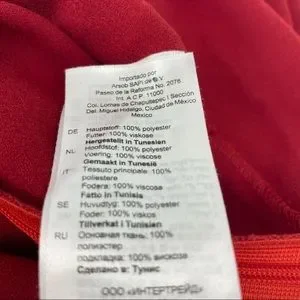 Importado por
Arsob SAPI de C.V.
Paseo de la Reforma No. 2076
Int. A C.P. 11000
Col. Lomas de Chapultepec I Sección
Del. Miguel Hidalgo, Ciudad de México
México
DE Hauptstoff: 100% polyester
Futter: 100% viskose
Hergestellt in Tunesien
NL Hoofdstof: 100% polyester
Voering: 100% viscose
Gemaakt in Tunesië
IT Tessuto principale: 100%
poliestere
Fodera: 100% viscose
Fatto in Tunisia
SE Huvudtyg: 100% polyester
Foder: 100% viskos
Tillverkat i Tunisien
RU Основная ткань: 100%
полиэстер
подкладка: 100% вискоза
Сделано в: Тунис
ООО «ИНТЕРТРЕЙД»